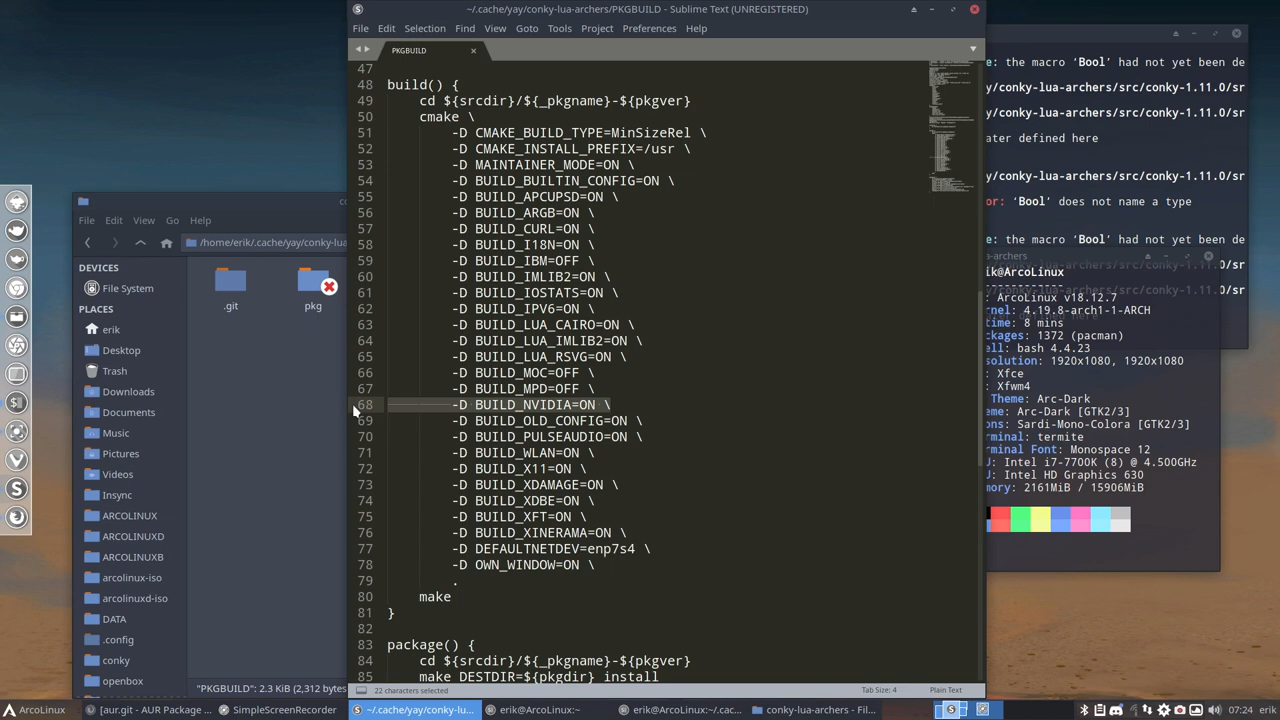 ~/.cache/yay/conky-lua-archers/PKGBUILD - Sublime Text (UNREGISTERED)
File Edit Selection Find View Goto Tools Project Preferences Help
PKGBUILD
47
48 build() {
49 cd ${srcdir}/${_pkgname}-${pkgver}
50 cmake \
51 -D CMAKE_BUILD_TYPE=MinSizeRel \
52 -D CMAKE_INSTALL_PREFIX=/usr \
53 -D MAINTAINER_MODE=ON \
54 -D BUILD_BUILTIN_CONFIG=ON \
55 -D BUILD_APCUPSD=ON \
56 -D BUILD_ARGB=ON \
57 -D BUILD_CURL=ON \
58 -D BUILD_I18N=ON \
59 -D BUILD_IBM=OFF \
60 -D BUILD_IMLIB2=ON \
61 -D BUILD_IOSTATS=ON \
62 -D BUILD_IPV6=ON \
63 -D BUILD_LUA_CAIRO=ON \
64 -D BUILD_LUA_IMLIB2=ON \
65 -D BUILD_LUA_RSVG=ON \
66 -D BUILD_MOC=OFF \
67 -D BUILD_MPD=OFF \
68 -D BUILD_NVIDIA=ON \
69 -D BUILD_OLD_CONFIG=ON \
70 -D BUILD_PULSEAUDIO=ON \
71 -D BUILD_WLAN=ON \
72 -D BUILD_X11=ON \
73 -D BUILD_XDAMAGE=ON \
74 -D BUILD_XDBE=ON \
75 -D BUILD_XFT=ON \
76 -D BUILD_XINERAMA=ON \
77 -D DEFAULTNETDEV=enp7s4 \
78 -D OWN_WINDOW=ON \
79 .
80 make
81 }
82
83 package() {
84 cd ${srcdir}/${_pkgname}-${pkgver}
85 make DESTDIR=${pkgdir} install
22 characters selected
Tab Size: 4
Plain Text
co
File Edit View Go Help
/home/erik/.cache/yay/conky-lua
DEVICES
File System
PLACES
erik
Desktop
Trash
Downloads
Documents
Music
Pictures
Videos
Insync
ARCOLINUX
ARCOLINUXD
ARCOLINUXB
arcolinux-iso
arcolinuxd-iso
DATA
.config
conky
openbox
.git
pkg
"PKGBUILD": 2.3 KiB (2,312 bytes
e: the macro ‘Bool’ had not yet been de
y/conky-lua-archers/src/conky-1.11.0/sr
ater defined here
y/conky-lua-archers/src/conky-1.11.0/sr
or: ‘Bool’ does not name a type
e: the macro ‘Bool’ had not yet been de
-archers
y/conky-lua-archers/src/conky-1.11.0/sr
rik@ArcoLinux
-------------
: ArcoLinux v18.12.7
rnel: 4.19.8-arch1-1-ARCH
time: 8 mins
ckages: 1372 (pacman)
ell: bash 4.4.23
solution: 1920x1080, 1920x1080
: Xfce
: Xfwm4
Theme: Arc-Dark
: Arc-Dark [GTK2/3]
ons: Sardi-Mono-Colora [GTK2/3]
rminal: termite
rminal Font: Monospace 12
U: Intel i7-7700K (8) @ 4.500GHz
U: Intel HD Graphics 630
mory: 2161MiB / 15906MiB
ArcoLinux
[aur.git - AUR Package ...
SimpleScreenRecorder
~/.cache/yay/conky-lu...
erik@ArcoLinux:~
erik@ArcoLinux:~/.cac...
conky-lua-archers - Fil...
07:24 erik